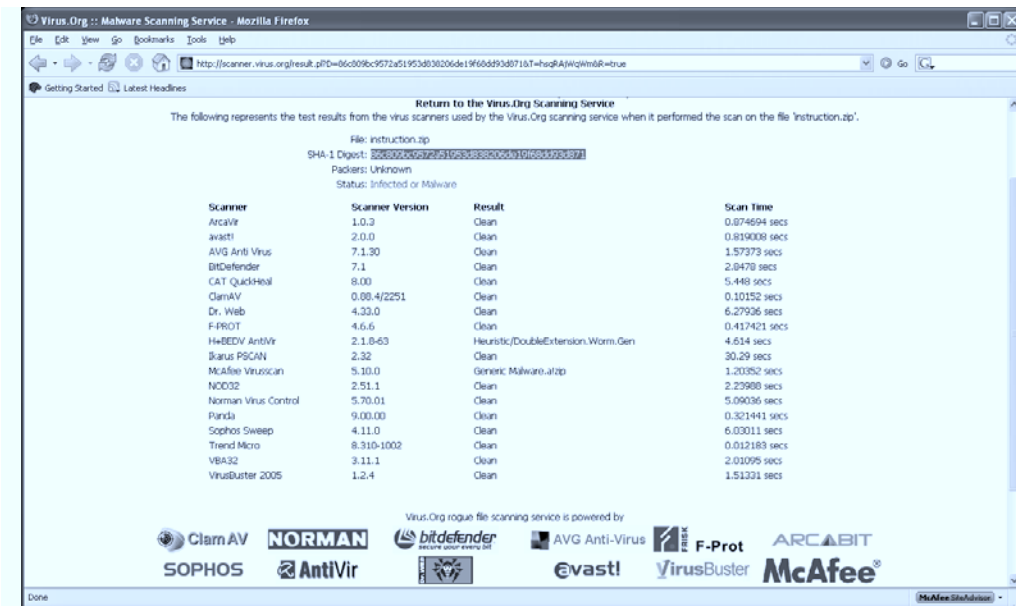 Virus.Org :: Malware Scanning Service - Mozilla Firefox
File Edit View Go Bookmarks Tools Help
Go
Getting Started Latest Headlines
Return to the Virus.Org Scanning Service
The following represents the test results from the virus scanners used by the Virus.Org scanning service when it performed the scan on the file 'instruction.zip'.
File: instruction.zip
SHA-1 Digest: 86c809bc9572a51953d838206de19f68dd93d871
Packers: Unknown
Status: Infected or Malware
Scanner Scanner Version Result Scan Time
ArcaVir 1.0.3 Clean 0.874694 secs
avast! 2.0.0 Clean 0.819008 secs
AVG Anti Virus 7.1.30 Clean 1.57373 secs
BitDefender 7.1 Clean 2.8478 secs
CAT QuickHeal 8.00 Clean 5.448 secs
ClamAV 0.88.4/2251 Clean 0.10152 secs
Dr. Web 4.33.0 Clean 6.27936 secs
F-PROT 4.6.6 Clean 0.417421 secs
H+BEDV AntiVir 2.1.8-63 Heuristic/DoubleExtension.Worm.Gen 4.614 secs
Ikarus PSCAN 2.32 Clean 30.29 secs
McAfee Virusscan 5.10.0 Generic Malware.a!zip 1.20352 secs
NOD32 2.51.1 Clean 2.23988 secs
Norman Virus Control 5.70.01 Clean 5.09036 secs
Panda 9.00.00 Clean 0.321441 secs
Sophos Sweep 4.11.0 Clean 6.03011 secs
Trend Micro 8.310-1002 Clean 0.012183 secs
VBA32 3.11.1 Clean 2.01095 secs
VirusBuster 2005 1.2.4 Clean 1.51331 secs
Virus.Org rogue file scanning service is powered by
ClamAV NORMAN bitdefender secure your every bit AVG Anti-Virus FRISK F-Prot ARCABIT
SOPHOS AntiVir avast! VirusBuster McAfee®
Done McAfee SiteAdvisor